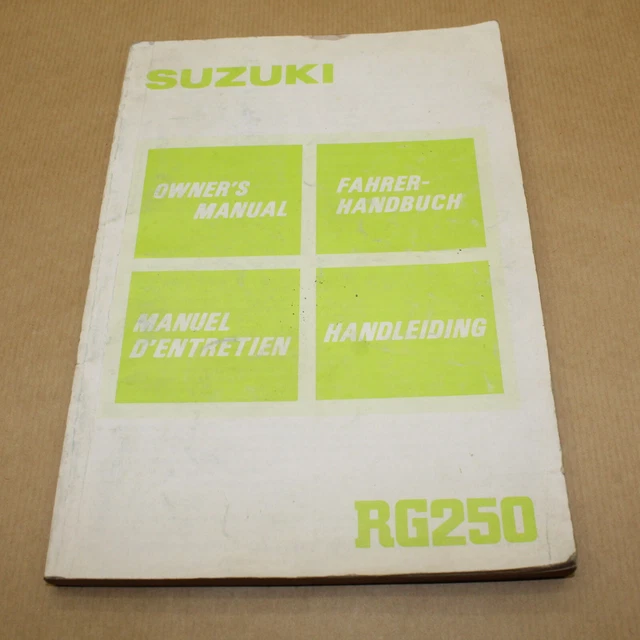 SUZUKI
OWNER'S
MANUAL
FAHRER-
HANDBUCH
MANUEL
D'ENTRETIEN
HANDLEIDING
RG250